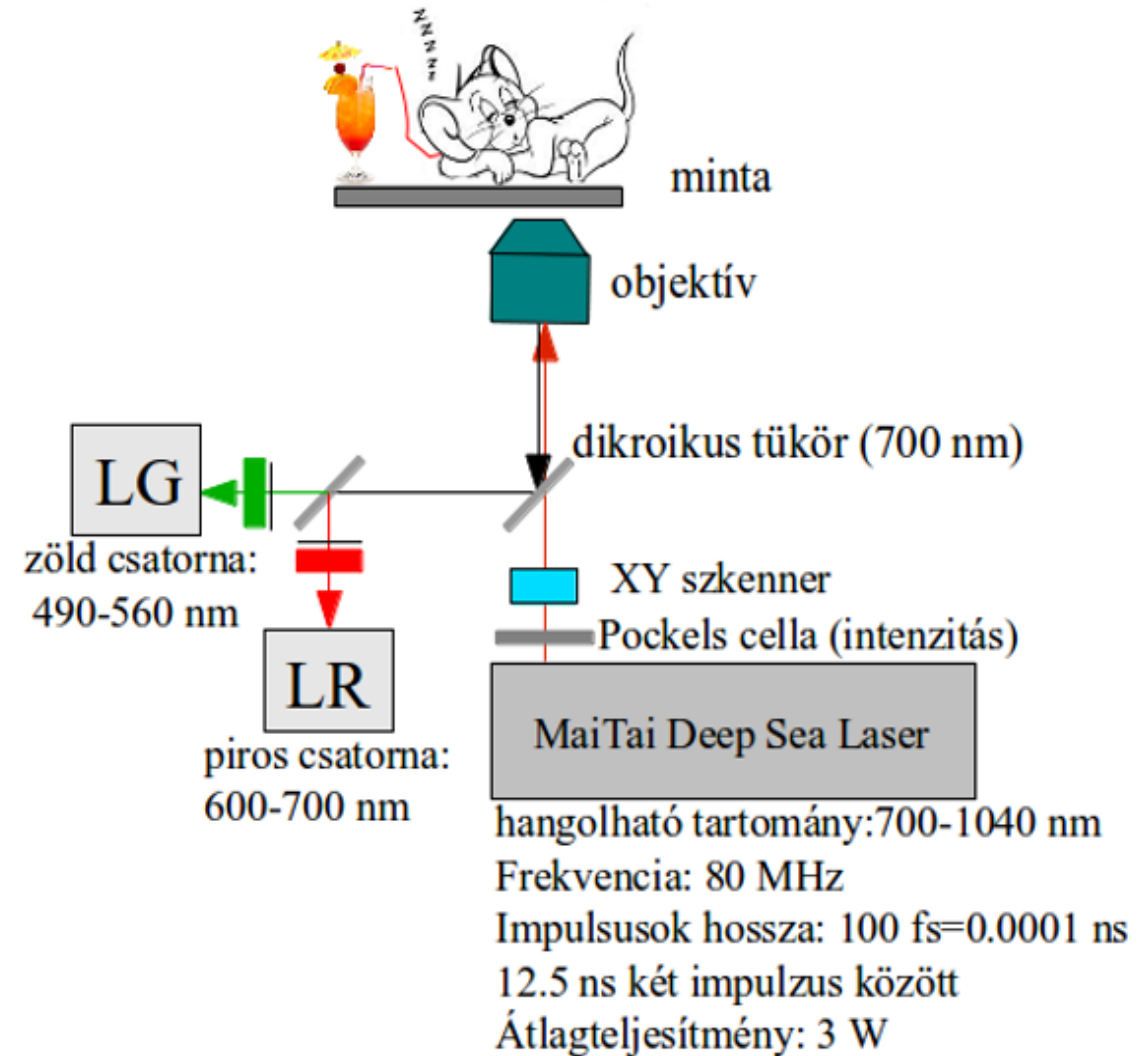 zzzzz
minta
objektív
dikroikus tükör (700 nm)
LG
zöld csatorna:
490-560 nm
XY szkenner
Pockels cella (intenzitás)
LR
piros csatorna:
600-700 nm
MaiTai Deep Sea Laser
hangolható tartomány:700-1040 nm
Frekvencia: 80 MHz
Impulsusok hossza: 100 fs=0.0001 ns
12.5 ns két impulzus között
Átlagteljesítmény: 3 W